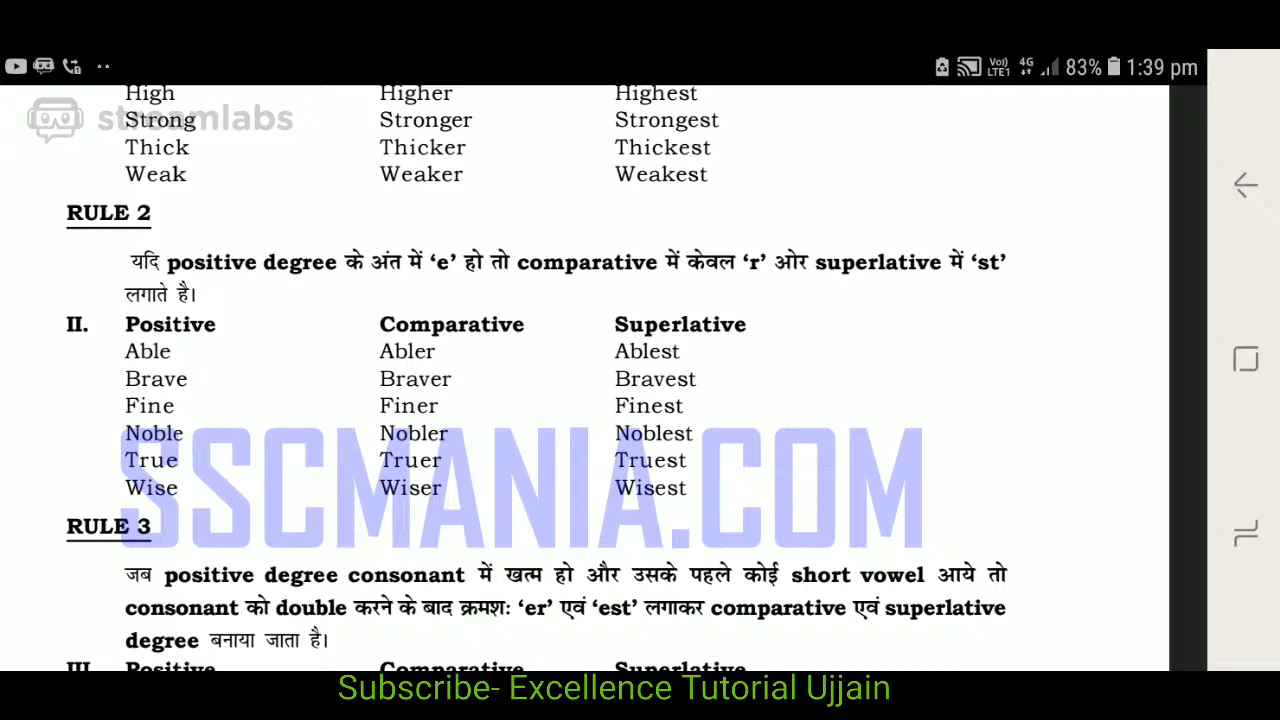 83% 1:39 pm
streamlabs
High Higher Highest
Strong Stronger Strongest
Thick Thicker Thickest
Weak Weaker Weakest
RULE 2
यदि positive degree के अंत में ‘e’ हो तो comparative में केवल ‘r’ ओर superlative में ‘st’
लगाते है।
II. Positive Comparative Superlative
Able Abler Ablest
Brave Braver Bravest
Fine Finer Finest
Noble Nobler Noblest
True Truer Truest
Wise Wiser Wisest
SSCMANIA.COM
RULE 3
जब positive degree consonant में खत्म हो और उसके पहले कोई short vowel आये तो
consonant को double करने के बाद क्रमशः ‘er’ एवं ‘est’ लगाकर comparative एवं superlative
degree बनाया जाता है।
III. Positive Comparative Superlative
Subscribe- Excellence Tutorial Ujjain